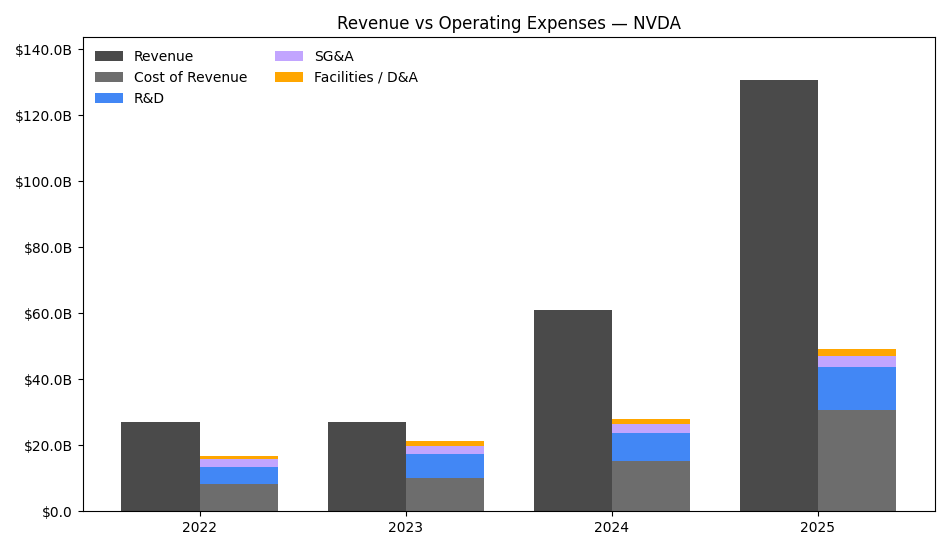 Revenue vs Operating Expenses — NVDA
$140.0B
$120.0B
$100.0B
$80.0B
$60.0B
$40.0B
$20.0B
$0.0
Revenue
Cost of Revenue
R&D
SG&A
Facilities / D&A
2022
2023
2024
2025